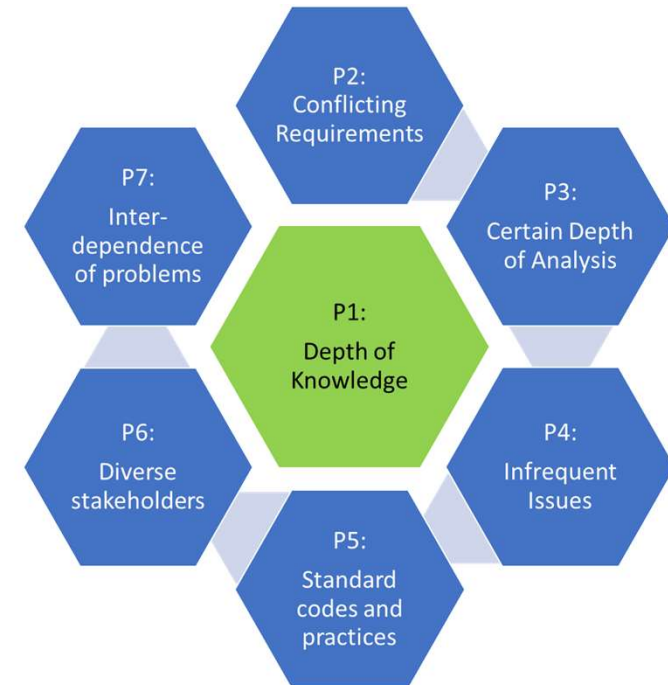 P2:
Conflicting
Requirements
P7:
Inter-
dependence
of problems
P3:
Certain Depth
of Analysis
P1:
Depth of
Knowledge
P6:
Diverse
stakeholders
P4:
Infrequent
Issues
P5:
Standard
codes and
practices